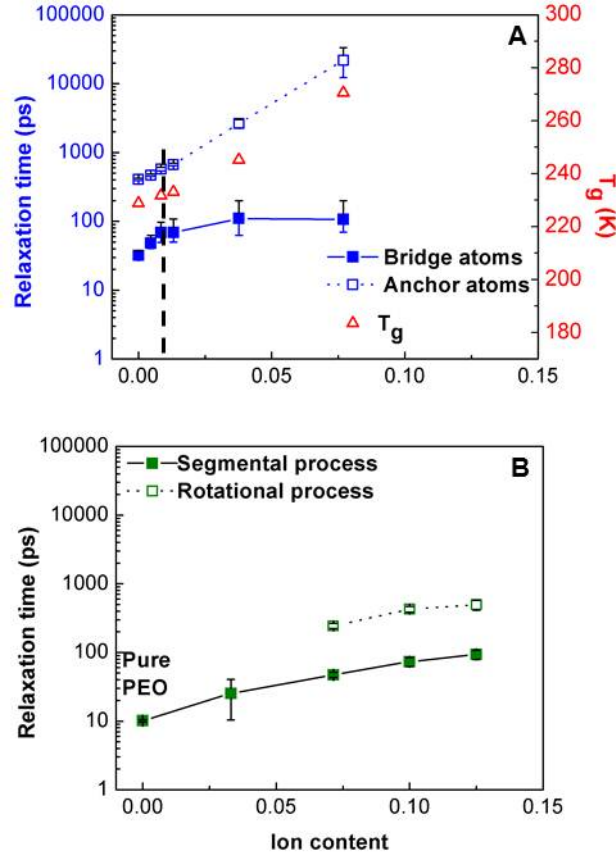 A
100000
10000
1000
100
10
1
Relaxation time (ps)
300
280
260
240
220
200
180
Tg (K)
Bridge atoms
Anchor atoms
Tg
0.00
0.05
0.10
0.15
B
100000
10000
1000
100
10
1
Relaxation time (ps)
Segmental process
Rotational process
Pure
PEO
0.00
0.05
0.10
0.15
Ion content